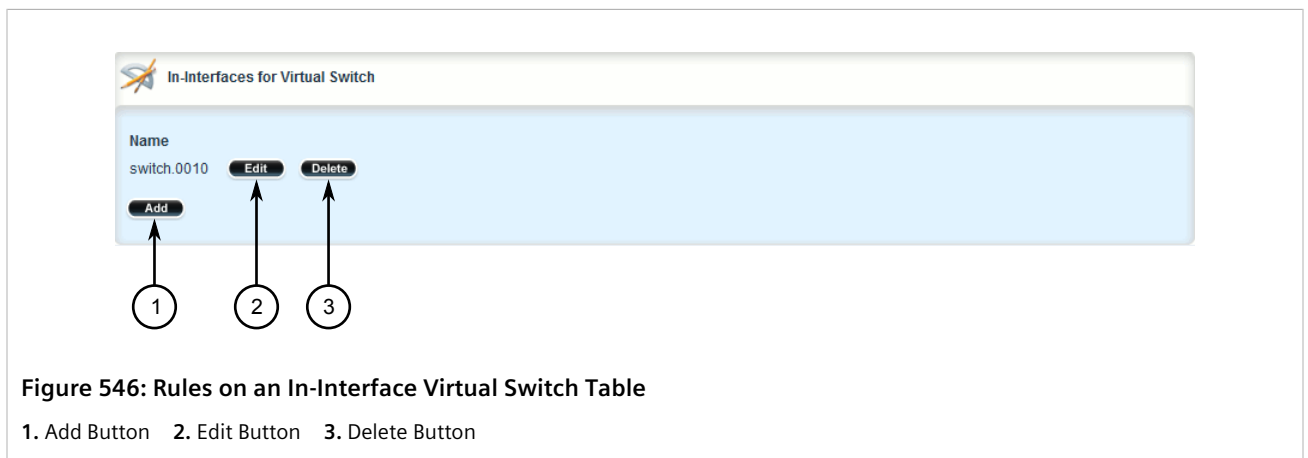 In-Interfaces for Virtual Switch
Name
switch.0010 Edit Delete
Add
1 2 3
Figure 546: Rules on an In-Interface Virtual Switch Table
1. Add Button 2. Edit Button 3. Delete Button